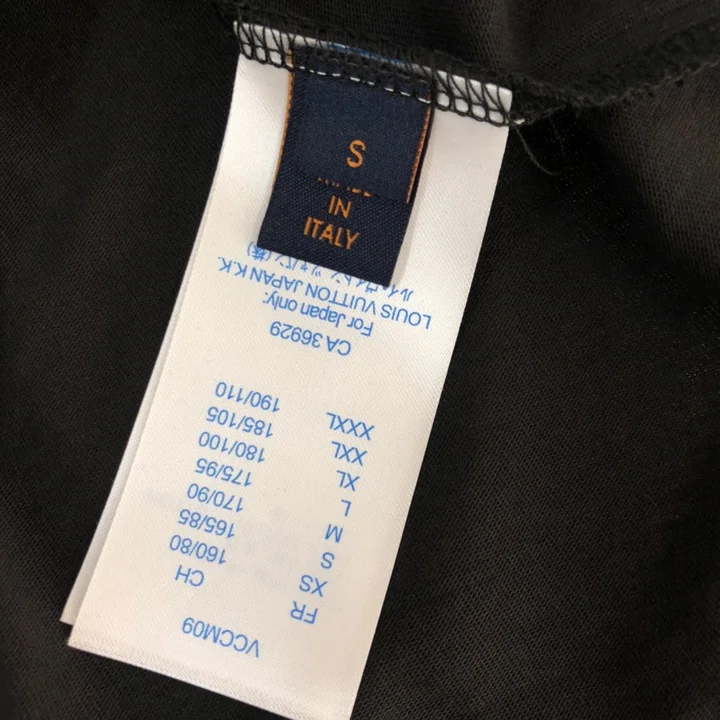 S
IN
ITALY
VCCM09
FR CH
XS 160/80
S 165/85
M 170/90
L 175/95
XL 180/100
XXL 185/105
XXXL 190/110
CA 36929
For Japan only:
LOUIS VUITTON JAPAN K.K.